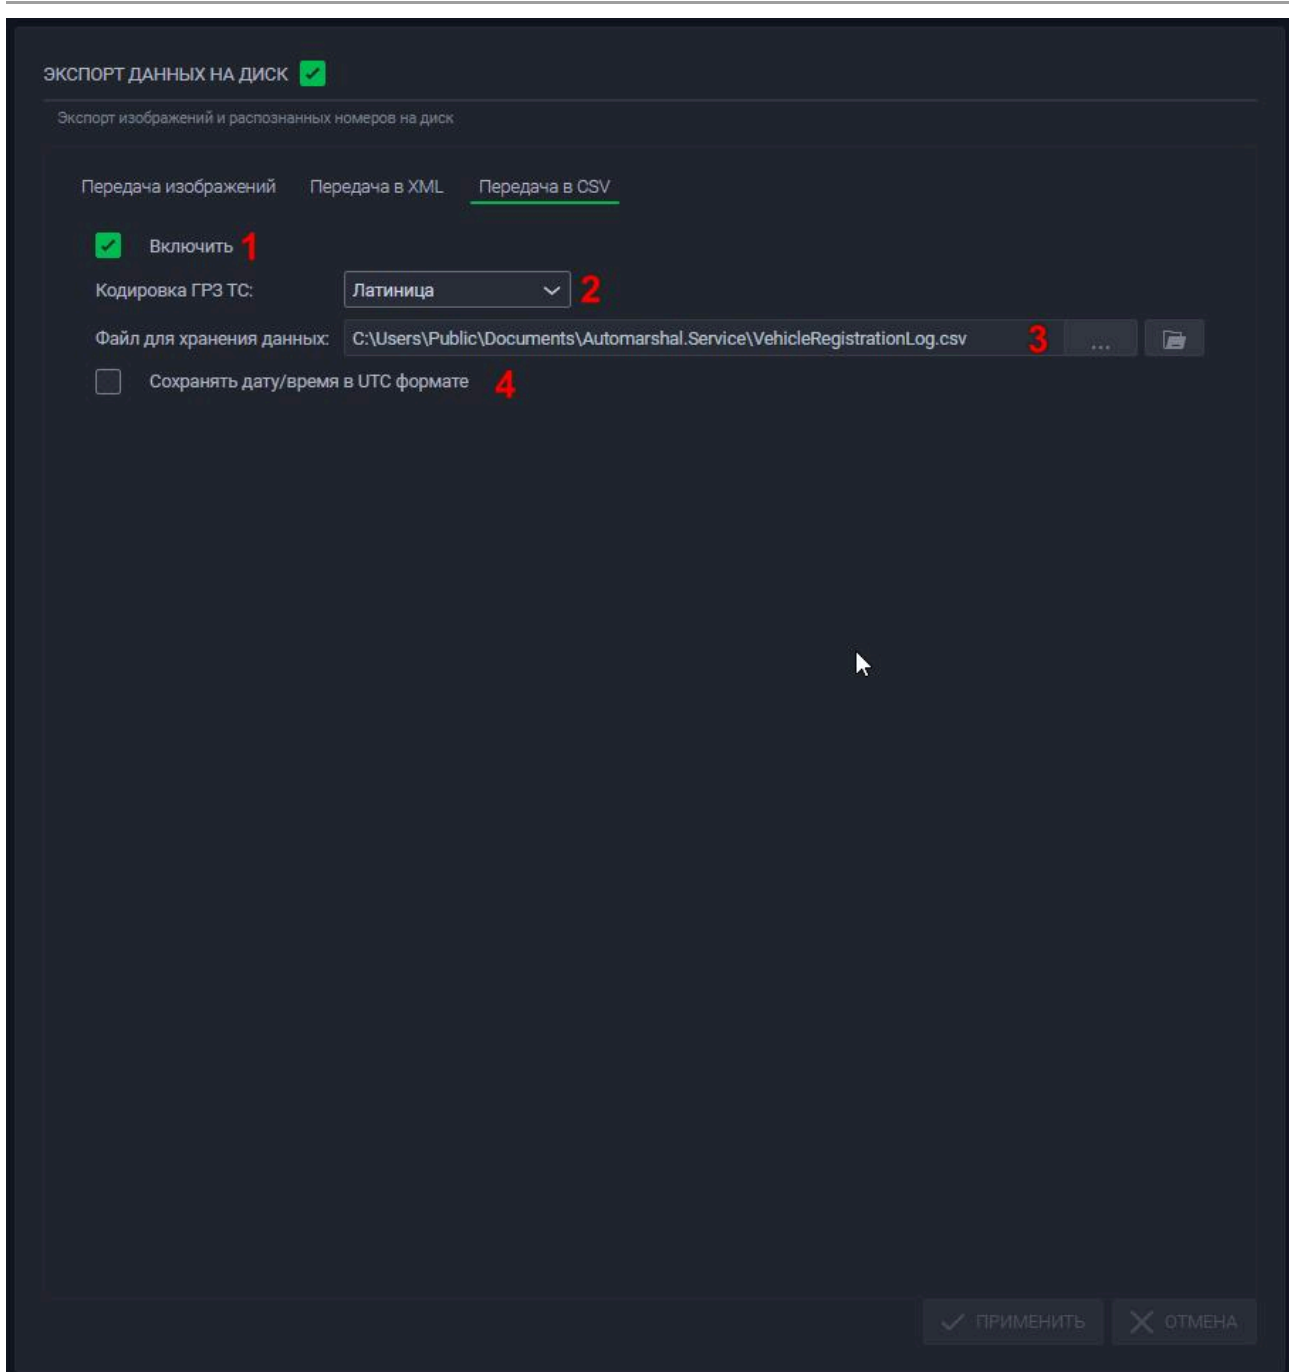 ЭКСПОРТ ДАННЫХ НА ДИСК
Экспорт изображений и распознанных номеров на диск
Передача изображений Передача в XML Передача в CSV
Включить 1
Кодировка ГРЗ ТС: Латиница 2
Файл для хранения данных: C:\Users\Public\Documents\Automarshal.Service\VehicleRegistrationLog.csv 3 ...
Сохранять дату/время в UTC формате 4
ПРИМЕНИТЬ ОТМЕНА